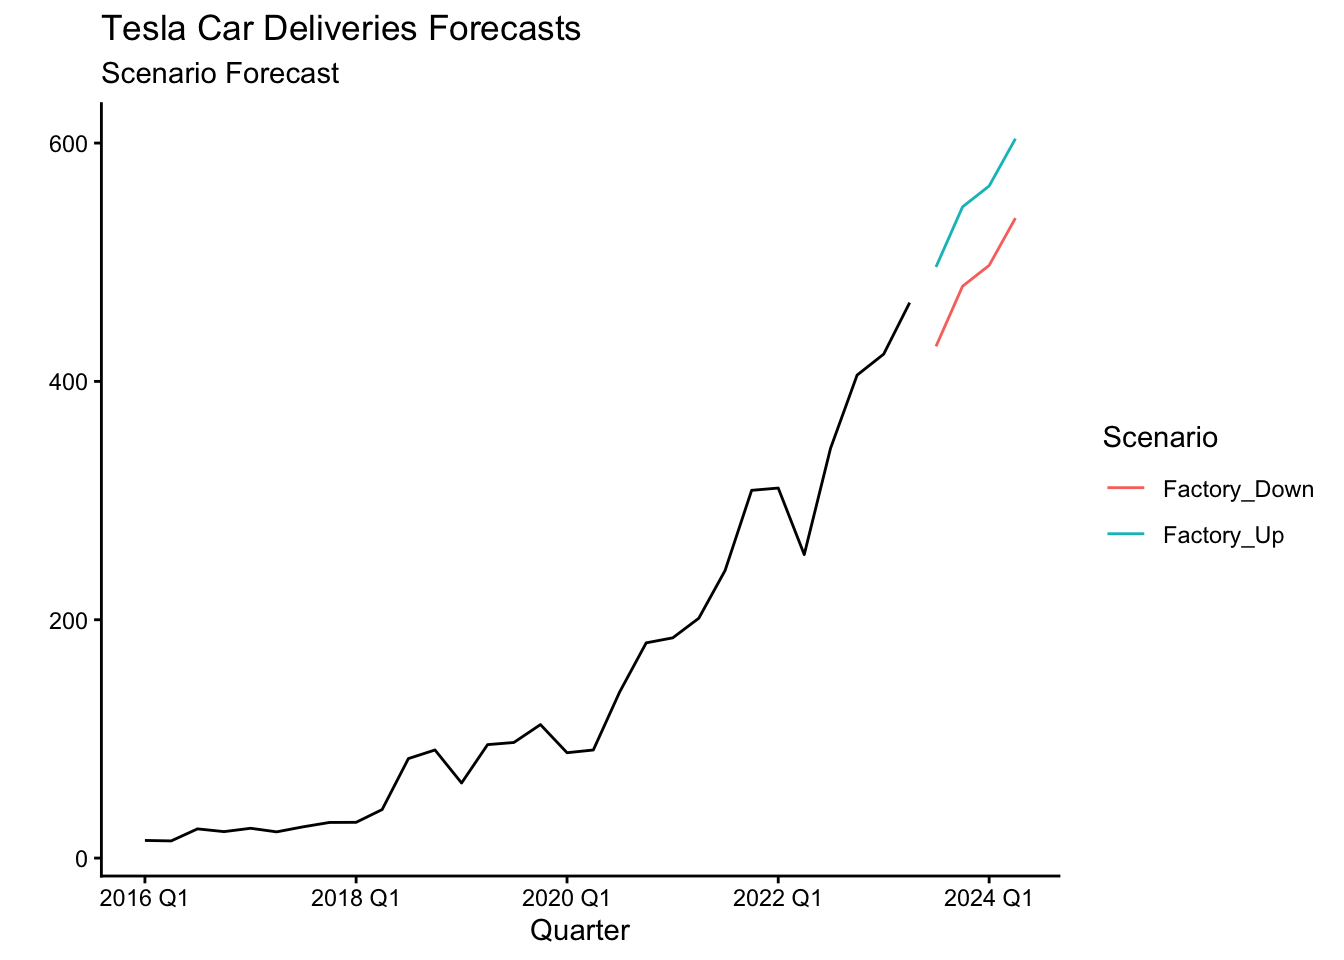 Tesla Car Deliveries Forecasts
Scenario Forecast
600
400
200
0
2016 Q1 2018 Q1 2020 Q1 2022 Q1 2024 Q1
Quarter
Scenario
Factory_Down
Factory_Up